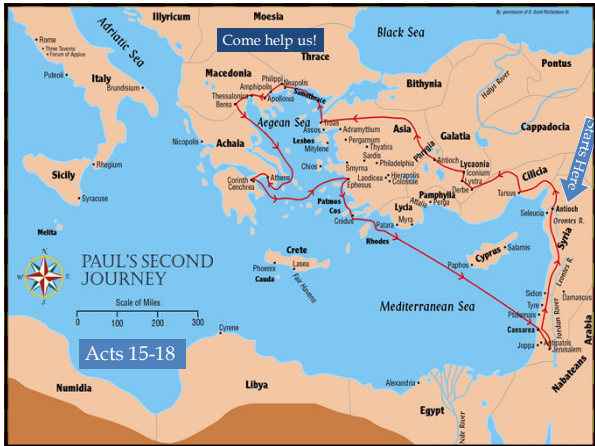 By permission of D. Scott Richardson Sr.
Illyricum
Moesia
Black Sea
Adriatic Sea
Come help us!
Thrace
Rome
Three Taverns
Forum of Appius
Puteoli
Italy
Brundisium
Macedonia
Philippi
Neapolis
Amphipolis
Thessalonica
Apollonia
Berea
Samothrace
Bithynia
Pontus
Halys River
Cappadocia
Aegean Sea
Troas
Assos
Adramyttium
Asia
Galatia
Starts Here
Nicopolis
Achaia
Lesbos
Mitylene
Pergamum
Thyatira
Sardis
Philadelphia
Phrygia
Antioch
Lycaonia
Iconium
Lystra
Derbe
Cilicia
Tarsus
Rhegium
Sicily
Syracuse
Chios
Smyrna
Laodicea
Hierapolis
Colossae
Ephesus
Corinth
Cenchrea
Athens
Pamphylia
Attalia
Perga
Antioch
Seleucia
Orontes R.
Patmos
Cos
Cnidus
Lycia
Patara
Myra
Rhodes
Syria
Melita
Crete
Phoenix
Lasea
Cauda
Fair Havens
Cyprus
Salamis
Paphos
Leontes R.
N
W
E
S
PAUL'S SECOND
JOURNEY
Scale of Miles
0 100 200 300
Mediterranean Sea
Sidon
Tyre
Ptolemais
Damascus
Caesarea
Jordan River
Joppa
Antipatris
Jerusalem
Arabia
Nabateans
Cyrene
Acts 15-18
Numidia
Libya
Alexandria
Egypt
Nile River